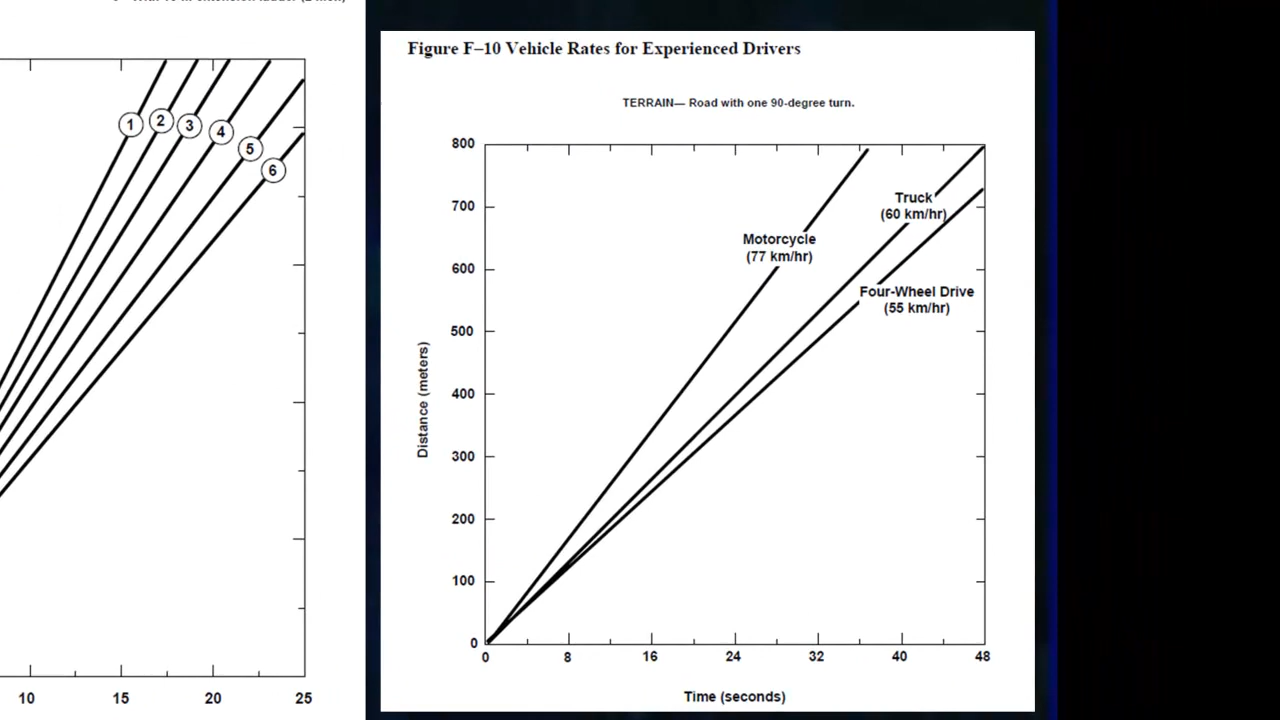 1
2
3
4
5
6
10
15
20
25
Figure F–10 Vehicle Rates for Experienced Drivers
TERRAIN— Road with one 90-degree turn.
800
700
600
500
400
300
200
100
0
Distance (meters)
Motorcycle
(77 km/hr)
Truck
(60 km/hr)
Four-Wheel Drive
(55 km/hr)
0 8 16 24 32 40 48
Time (seconds)